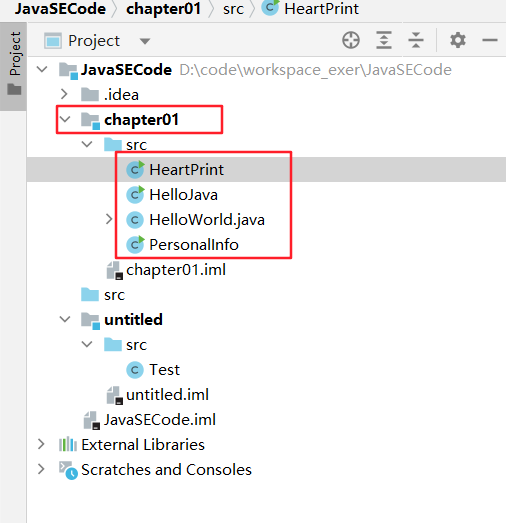 JavaSECode chapter01 src HeartPrint
Project
Project
JavaSECode D:\code\workspace_exer\JavaSECode
.idea
chapter01
src
HeartPrint
HelloJava
HelloWorld.java
PersonalInfo
chapter01.iml
src
untitled
src
Test
untitled.iml
JavaSECode.iml
External Libraries
Scratches and Consoles